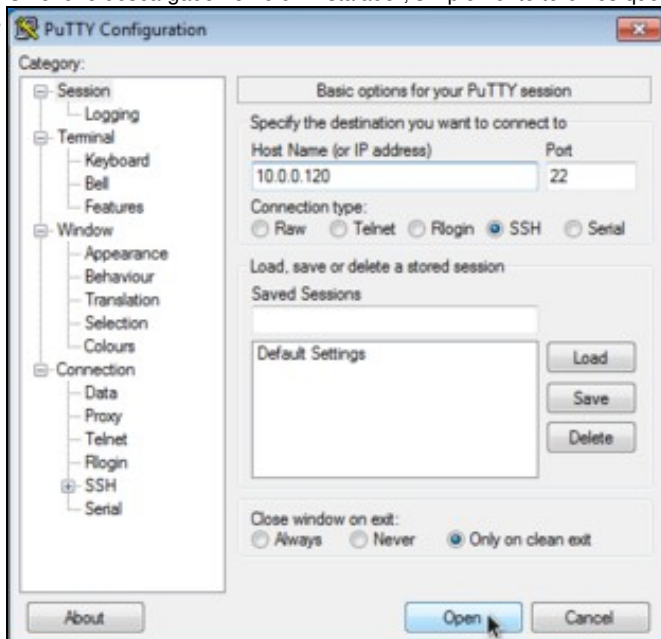 PuTTY Configuration
Category:
Session
Logging
Terminal
Keyboard
Bell
Features
Window
Appearance
Behaviour
Translation
Selection
Colours
Connection
Data
Proxy
Telnet
Rlogin
SSH
Serial
Basic options for your PuTTY session
Specify the destination you want to connect to
Host Name (or IP address) Port
10.0.0.120 22
Connection type:
Raw Telnet Rlogin SSH Serial
Load, save or delete a stored session
Saved Sessions
Default Settings
Load
Save
Delete
Close window on exit:
Always Never Only on clean exit
About Open Cancel